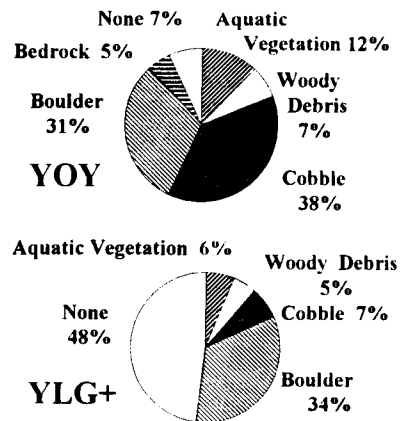 None 7%
Aquatic
Vegetation 12%
Bedrock 5%
Woody
Debris
7%
Boulder
31%
YOY
Cobble
38%
Aquatic Vegetation 6%
Woody Debris
5%
None
48%
Cobble 7%
YLG+
Boulder
34%